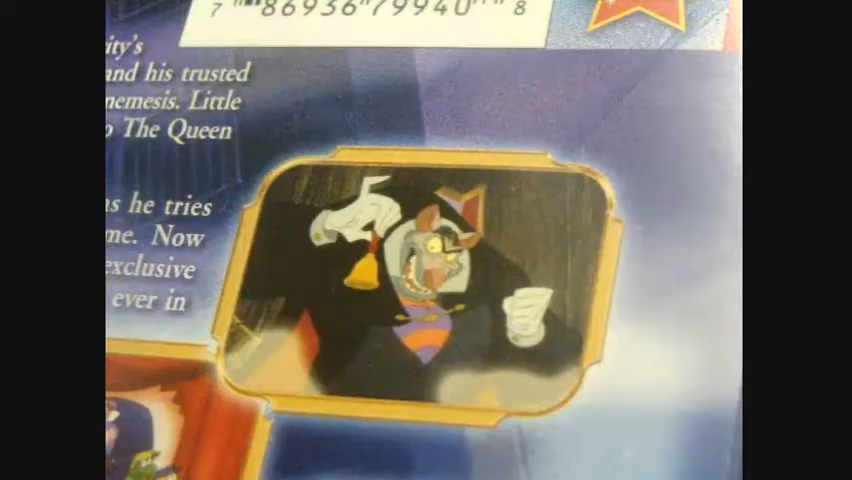 7 86936 79940 8
ity's
and his trusted
nemesis. Little
o The Queen
as he tries
me. Now
exclusive
ever in